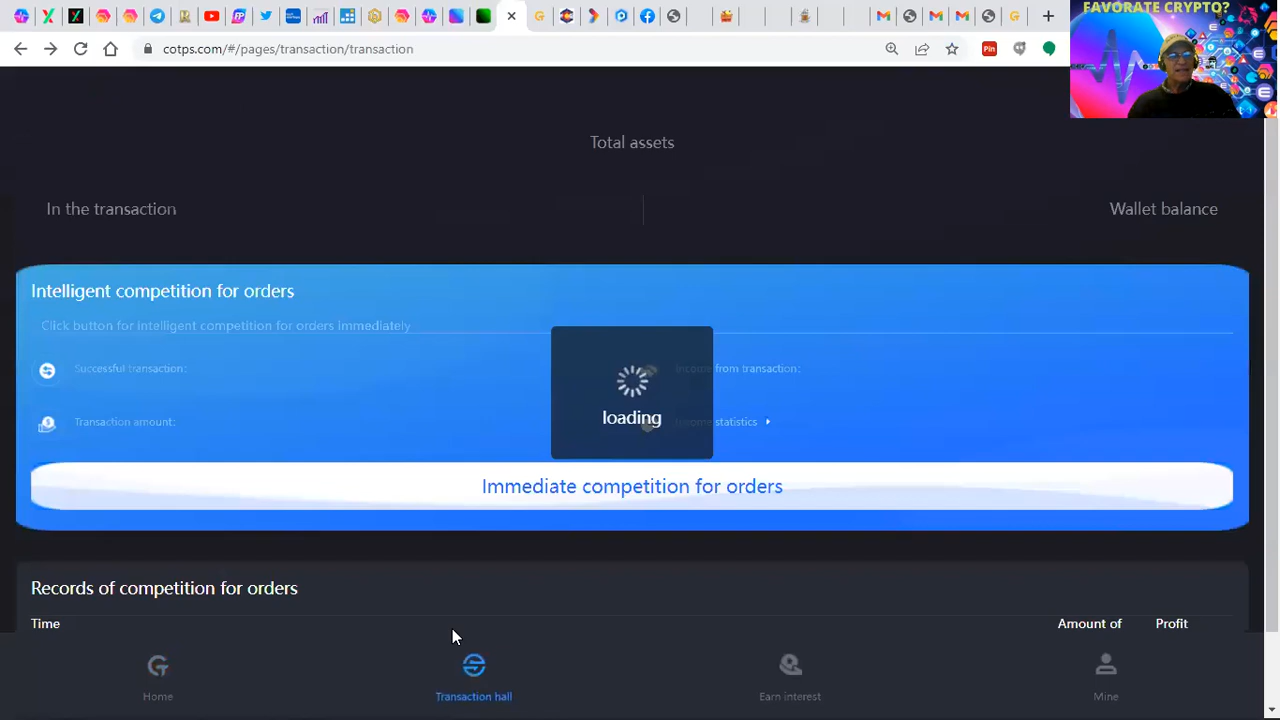 cotps.com/#/pages/transaction/transaction
Pin
FAVORATE CRYPTO?
Total assets
In the transaction
Wallet balance
Intelligent competition for orders
Click button for intelligent competition for orders immediately
Successful transaction:
Income from transaction:
Transaction amount:
statistics
loading
Immediate competition for orders
Records of competition for orders
Time
Amount of
Profit
Home
Transaction hall
Earn interest
Mine